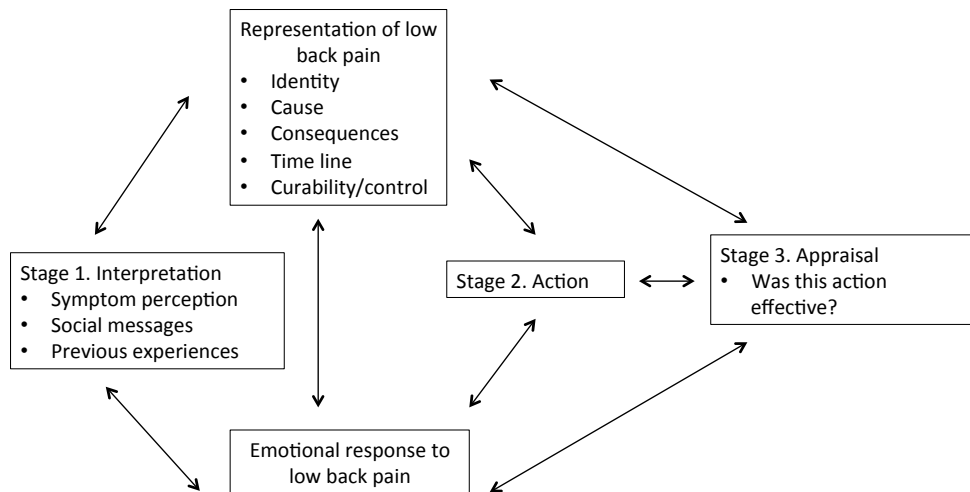 Representation of low
back pain
• Identity
• Cause
• Consequences
• Time line
• Curability/control
Stage 1. Interpretation
• Symptom perception
• Social messages
• Previous experiences
Stage 2. Action
Stage 3. Appraisal
• Was this action
effective?
Emotional response to
low back pain